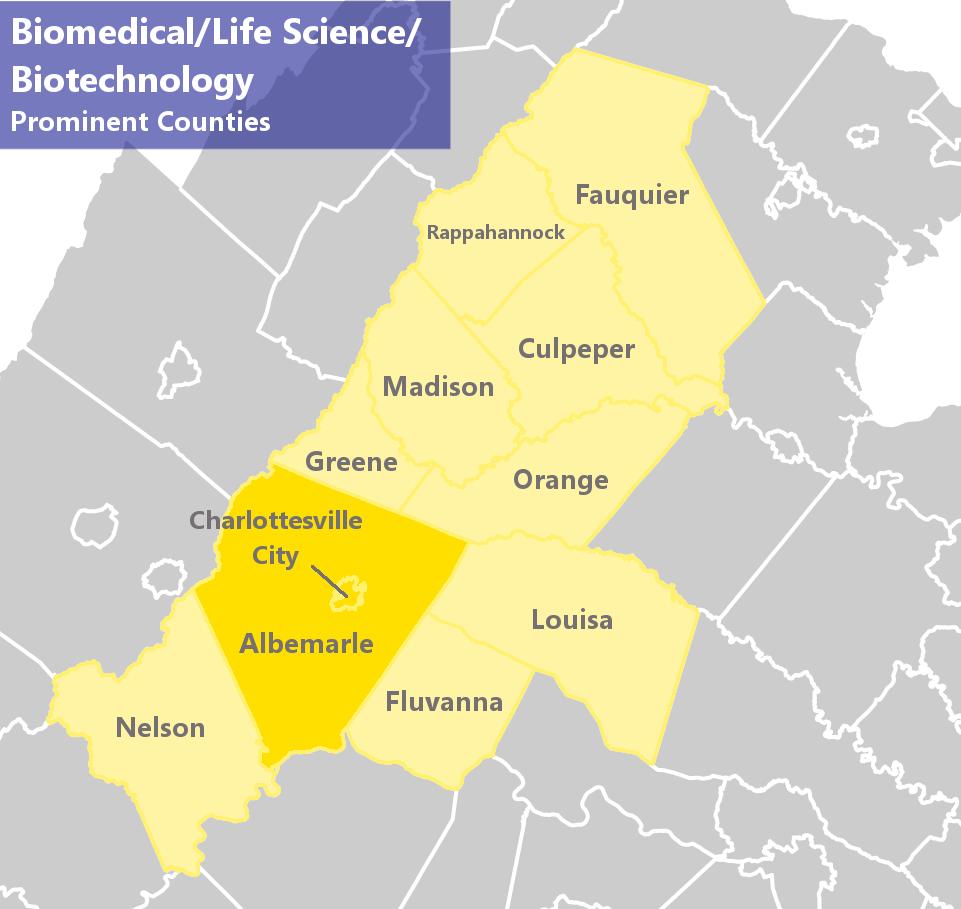 Biomedical/Life Science/
Biotechnology
Prominent Counties
Fauquier
Rappahannock
Culpeper
Madison
Greene
Orange
Charlottesville
City
Louisa
Albemarle
Fluvanna
Nelson